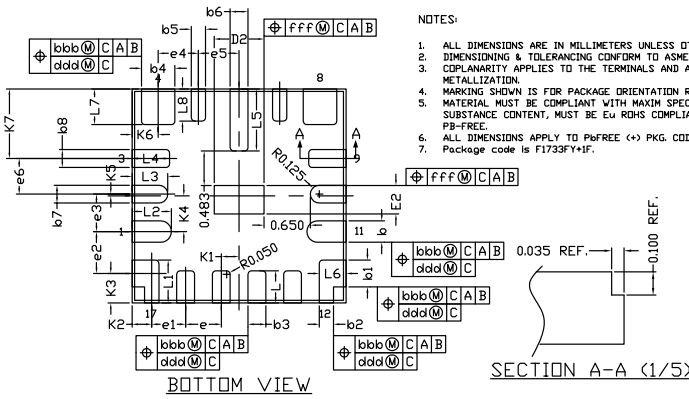 NOTES:
1. ALL DIMENSIONS ARE IN MILLIMETERS UNLESS
2. DIMENSIONING & TOLERANCING CONFORM TO ASME
3. COPLANARITY APPLIES TO THE TERMINALS AND
METALLIZATION.
4. MARKING SHOWN IS FOR PACKAGE ORIENTATION
5. MATERIAL MUST BE COMPLIANT WITH MAXIM
SUBSTANCE CONTENT, MUST BE Eu ROHS
PB-FREE.
6. ALL DIMENSIONS APPLY TO PbFREE (+) PKG.
7. Package code is F1733FY+1F.
b6
b5
D2
fff Ⓜ C A B
bbb Ⓜ C A B
ddd Ⓜ C
e4 e5
b4
8
L7
L8
L5
K7
K6
A A
b8
3
L4
9
R0.125
e6
K5
L3
fff Ⓜ C A B
b7
e3
L2
K4
0.483
0.650
E2
b
1
11
e2
K1
R0.050
bbb Ⓜ C A B
ddd Ⓜ C
0.035 REF.
0.100 REF.
K3
L1
L
L6
b1
bbb Ⓜ C A B
ddd Ⓜ C
K2
17
e1
e
b3
12
b2
bbb Ⓜ C A B
ddd Ⓜ C
bbb Ⓜ C A B
ddd Ⓜ C
BOTTOM VIEW
SECTION A-A (1/5)